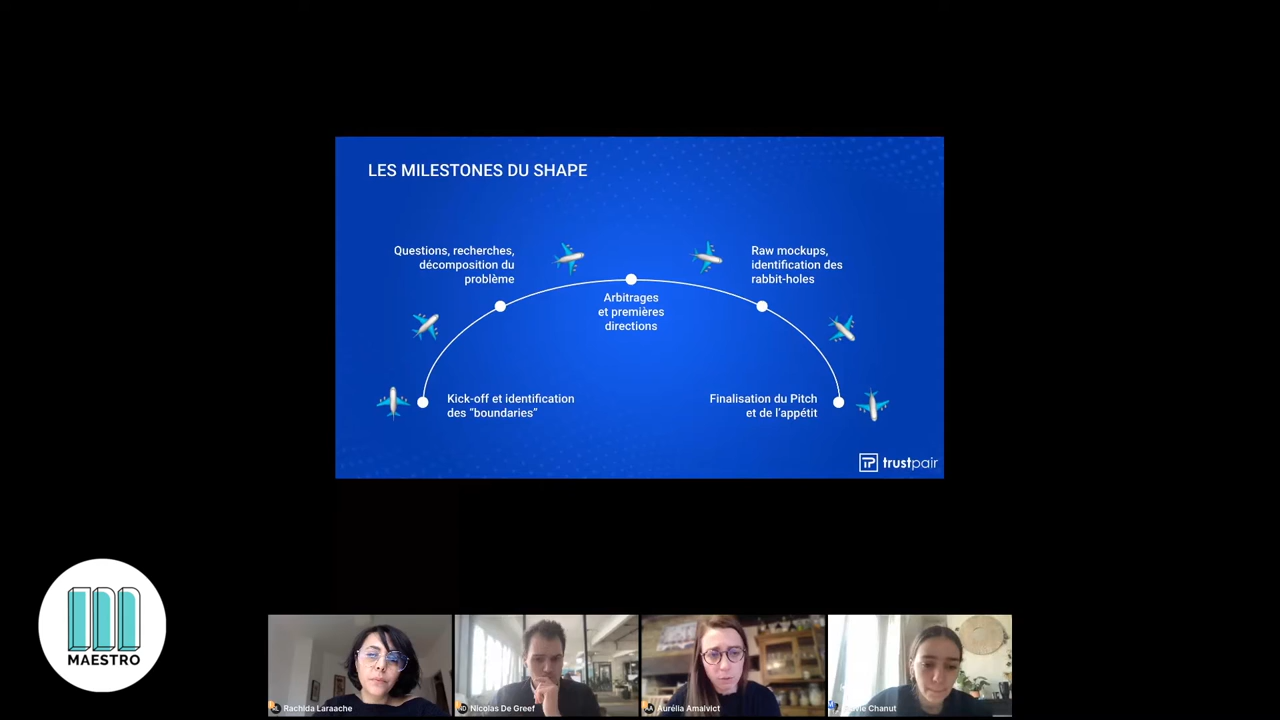 LES MILESTONES DU SHAPE
Questions, recherches,
décomposition du
problème
Raw mockups,
identification des
rabbit-holes
Arbitrages
et premières
directions
Kick-off et identification
des “boundaries”
Finalisation du Pitch
et de l’appétit
TP trustpair
MAESTRO
Rachida Laraache
Nicolas De Greef
Aurélia Amalvict
Chanut